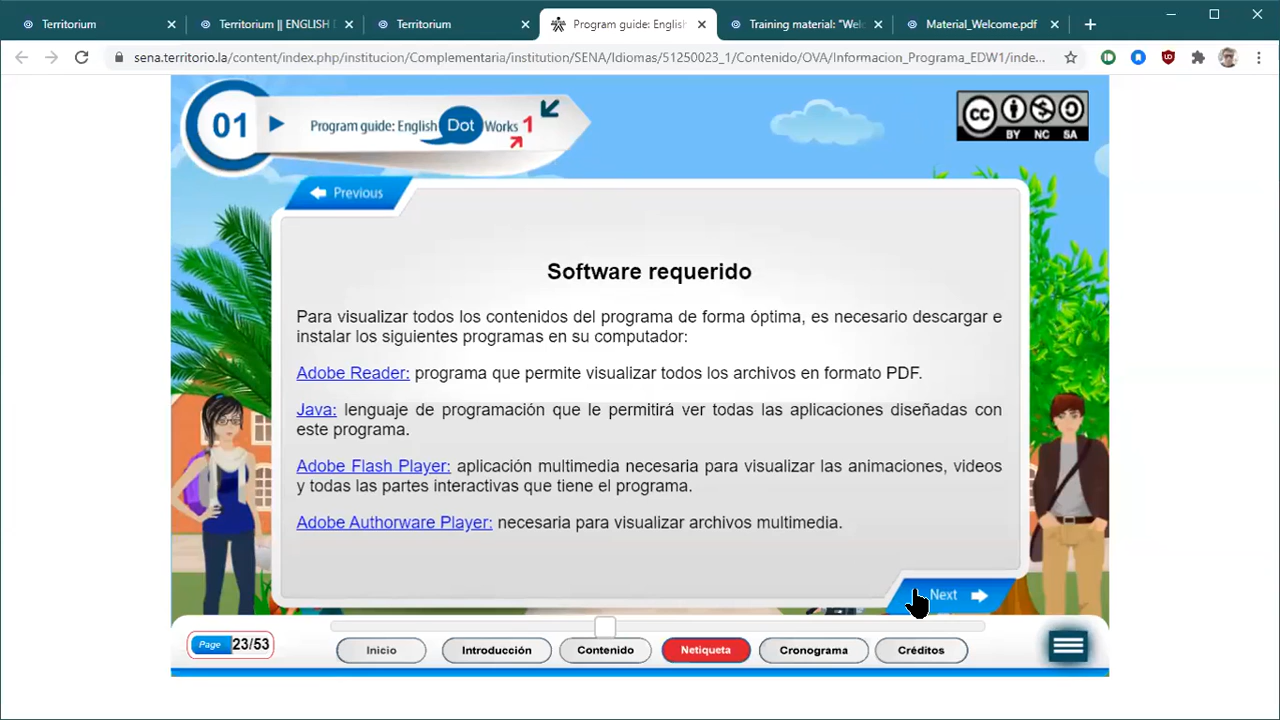 Territorium
Territorium || ENGLISH
Territorium
Program guide: English
Training material: "Wel
Material_Welcome.pdf
sena.territorio.la/content/index.php/institucion/Complementaria/institution/SENA/Idiomas/51250023_1/Contenido/OVA/Informacion_Programa_EDW1/inde...
01
Program guide: English Dot Works 1
CC BY NC SA
Previous
Software requerido
Para visualizar todos los contenidos del programa de forma óptima, es necesario descargar e
instalar los siguientes programas en su computador:
Adobe Reader: programa que permite visualizar todos los archivos en formato PDF.
Java: lenguaje de programación que le permitirá ver todas las aplicaciones diseñadas con
este programa.
Adobe Flash Player: aplicación multimedia necesaria para visualizar las animaciones, videos
y todas las partes interactivas que tiene el programa.
Adobe Authorware Player: necesaria para visualizar archivos multimedia.
Next
Page 23/53
Inicio
Introducción
Contenido
Netiqueta
Cronograma
Créditos